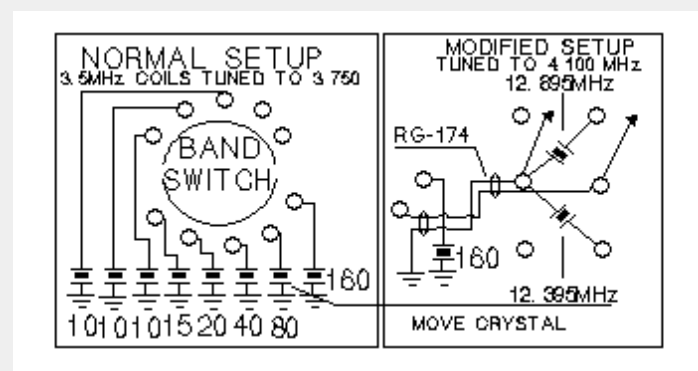 NORMAL SETUP
3.5MHz COILS TUNED TO 3.750
BAND
SWITCH
160
10 10 10 15 20 40 80
MODIFIED SETUP
TUNED TO 4.100 MHz
12.895MHz
RG-174
160
12.395MHz
MOVE CRYSTAL